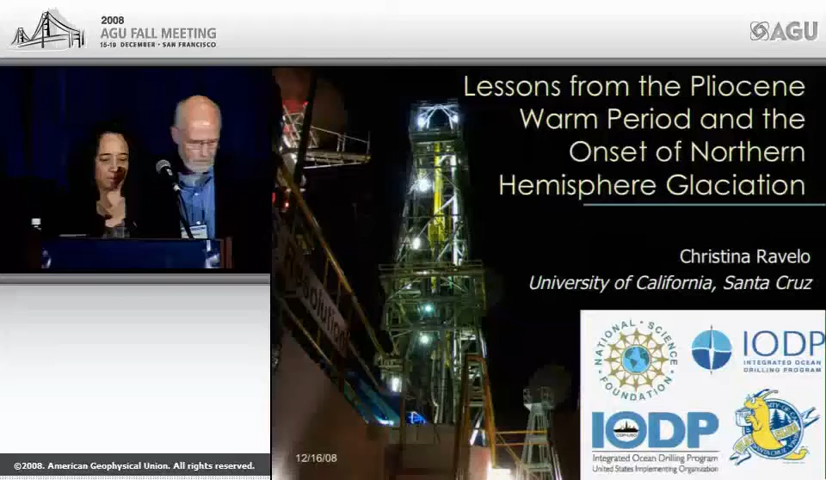 2008
AGU FALL MEETING
15-19 DECEMBER • SAN FRANCISCO
AGU
Lessons from the Pliocene
Warm Period and the
Onset of Northern
Hemisphere Glaciation
Christina Ravelo
University of California, Santa Cruz
Resolution
NATIONAL • SCIENCE
FOUNDATION
IODP
INTEGRATED OCEAN
DRILLING PROGRAM
IODP
Integrated Ocean Drilling Program
United States Implementing Organization
12/16/08
©2008. American Geophysical Union. All rights reserved.